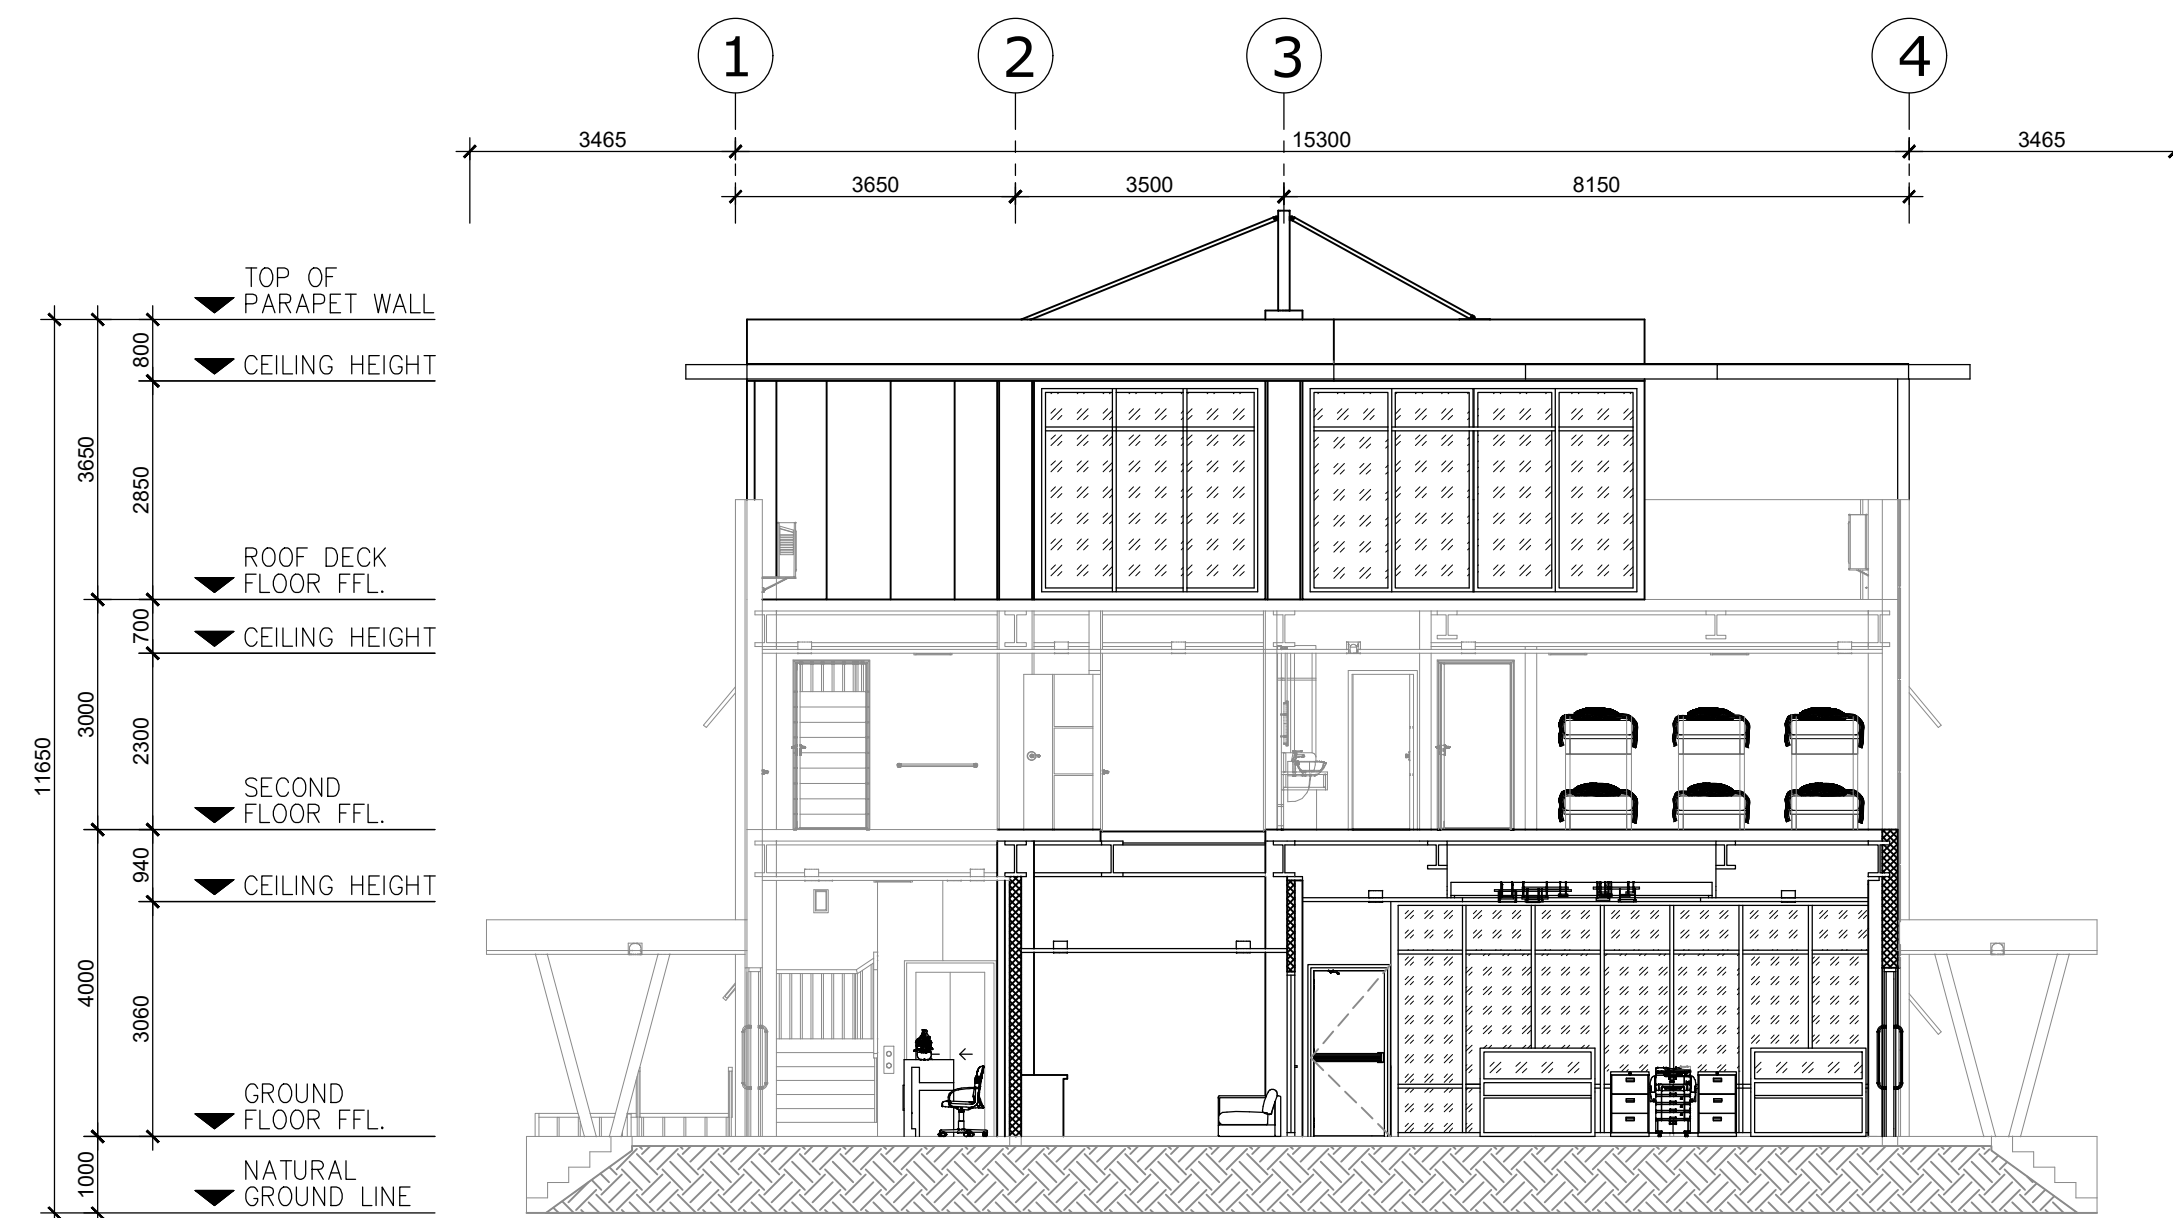 1
2
3
4
3465
15300
3465
3650
3500
8150
TOP OF
PARAPET WALL
800
CEILING HEIGHT
3650
2850
ROOF DECK
FLOOR FFL.
700
CEILING HEIGHT
3000
2300
11650
SECOND
FLOOR FFL.
940
CEILING HEIGHT
4000
3060
GROUND
FLOOR FFL.
1000
NATURAL
GROUND LINE